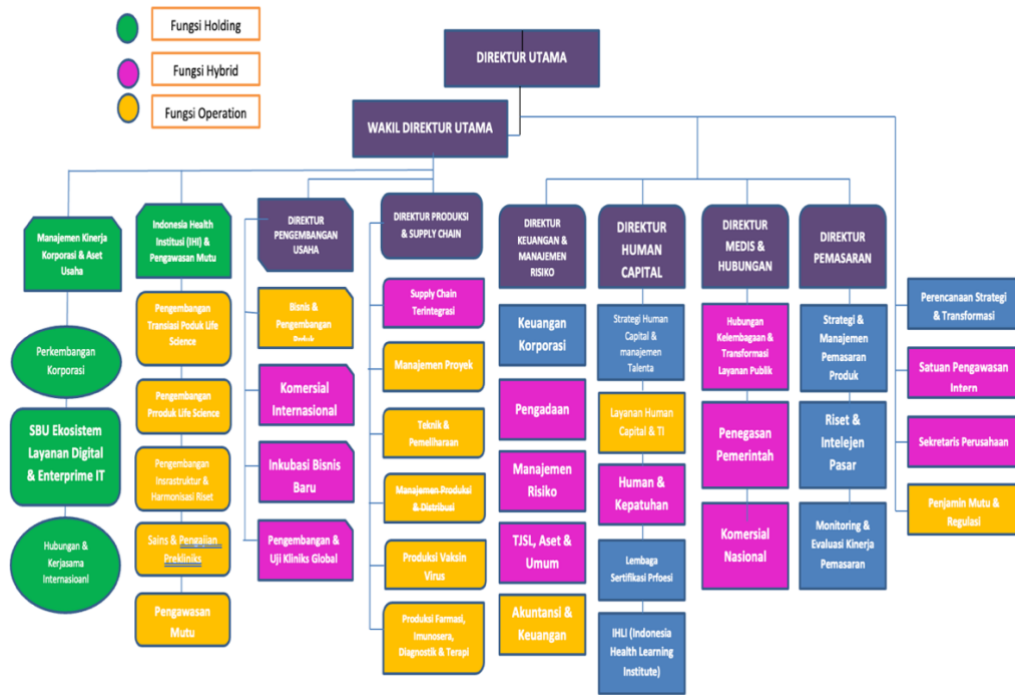 Fungsi Holding
Fungsi Hybrid
Fungsi Operation
DIREKTUR UTAMA
WAKIL DIREKTUR UTAMA
Manajemen Kinerja
Korporasi & Aset
Usaha
Perkembangan
Korporasi
SBU Ekosistem
Layanan Digital
& Enterprime IT
Hubungan &
Kerjasama
Internasioanl
Indonesia Health
Institusi (IHI) &
Pengawasan Mutu
Pengembangan
Transiasi Poduk Life
Science
Pengembangan
Prroduk Life Science
Pengembangan
Insrastruktur &
Harmonisasi Riset
Sains & Pengajian
Prekliniks
Pengawasan
Mutu
DIREKTUR
PENGEMBANGAN
USAHA
Bisnis &
Pengembangan
Komersial
Internasional
Inkubasi Bisnis
Baru
Pengembangan &
Uji Kliniks Global
DIREKTUR PRODUKSI
& SUPPLY CHAIN
Supply Chain
Terintegrasi
Manajemen Proyek
Teknik &
Pemeliharaan
Manajemen Produksi
& Distribusi
Produksi Vaksin
Virus
Produksi Farmasi,
Imunosera,
Diagnostik & Terapi
DIREKTUR
KEUANGAN &
MANAJEMEN
RISIKO
Keuangan
Korporasi
Pengadaan
Manajemen
Risiko
TJSL, Aset &
Umum
Akuntansi &
Keuangan
DIREKTUR
HUMAN
CAPITAL
Strategi Human
Capital &
manajemen
Talenta
Layanan Human
Capital & TI
Human &
Kepatuhan
Lembaga
Sertifikasi Prfoesi
IHLI (Indonesia
Health Learning
Institute)
DIREKTUR
MEDIS &
HUBUNGAN
Hubungan
Kelembagaan &
Transformasi
Layanan Publik
Penegasan
Pemerintah
Komersial
Nasional
DIREKTUR
PEMASARAN
Strategi &
Manajemen
Pemasaran
Produk
Riset &
Intelejen
Pasar
Monitoring &
Evaluasi Kinerja
Pemasaran
Perencanaan Strategi
& Transformasi
Satuan Pengawasan
Intern
Sekretaris Perusahaan
Penjamin Mutu &
Regulasi